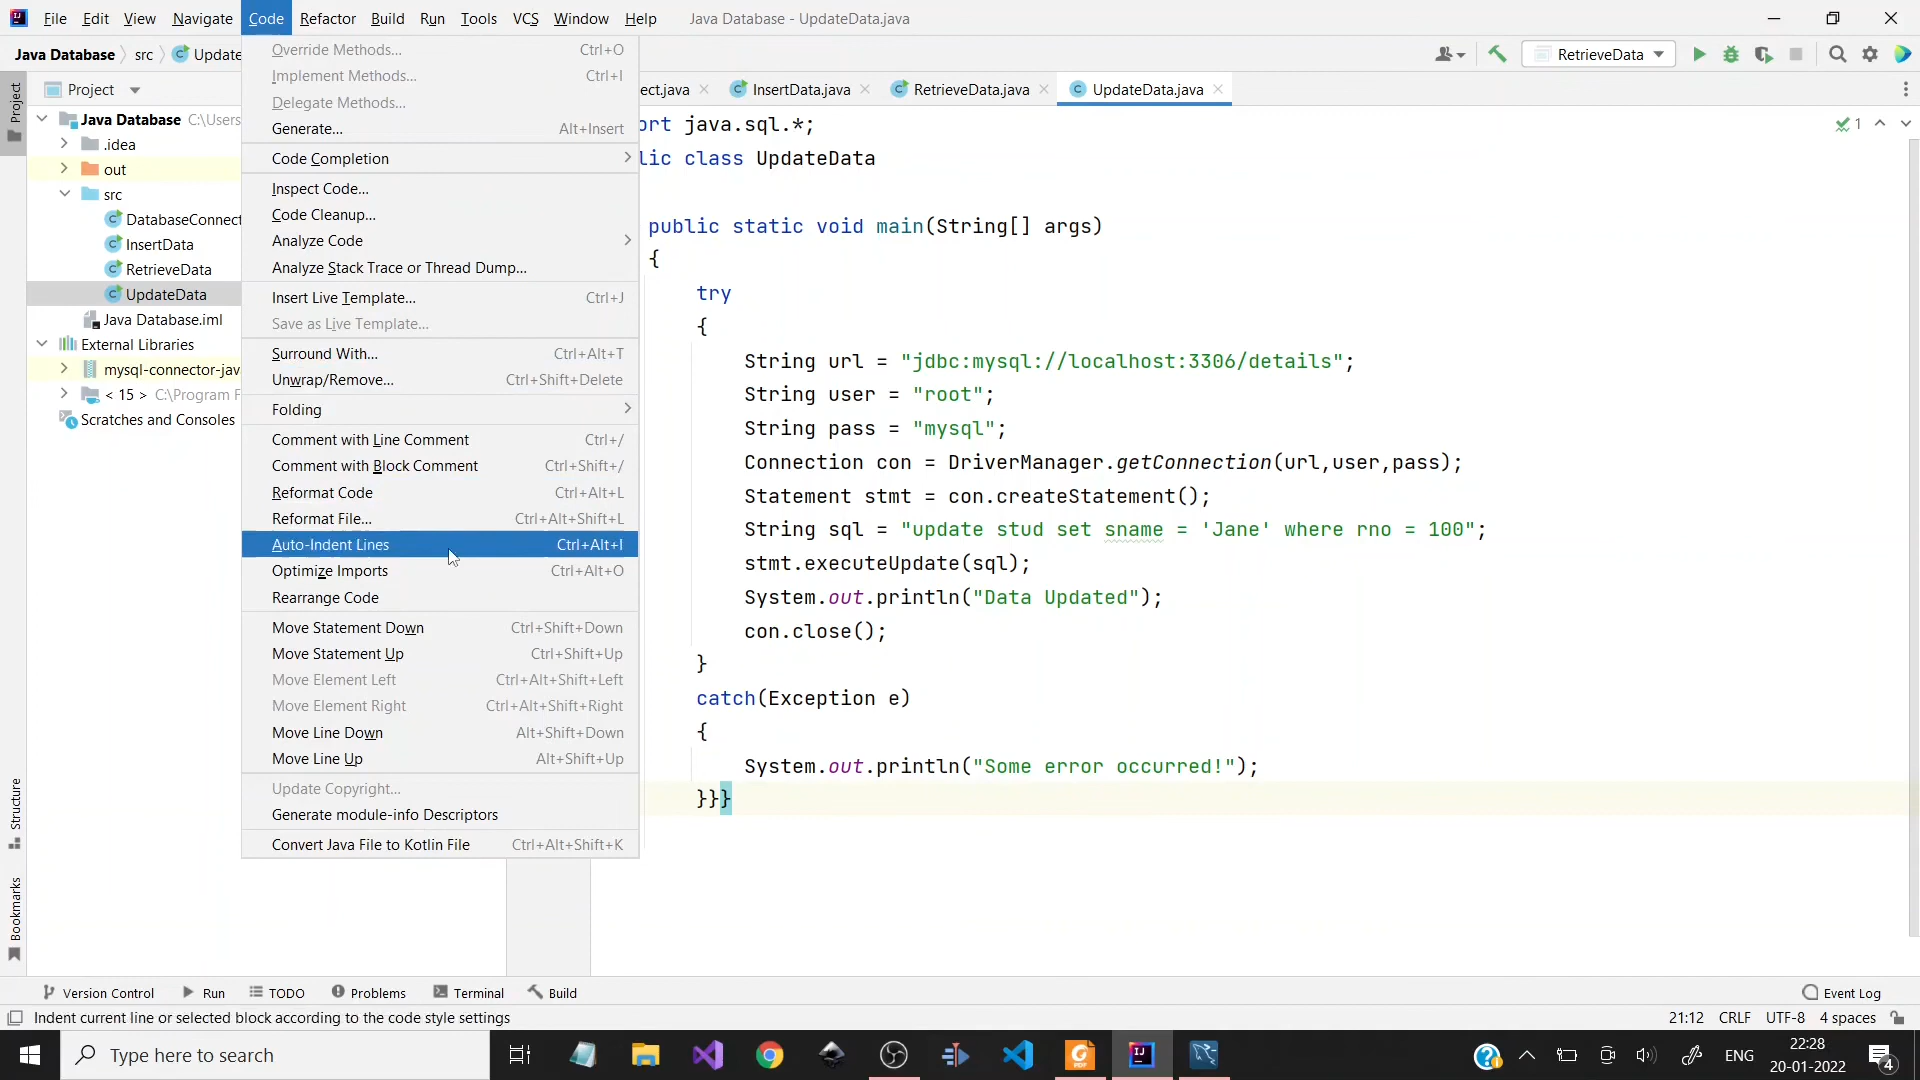 File Edit View Navigate Code Refactor Build Run Tools VCS Window Help Java Database - UpdateData.java
Java Database src Update RetrieveData
Project
Project
ect.java InsertData.java RetrieveData.java UpdateData.java
Java Database C:\Users
.idea
out
src
DatabaseConnect
InsertData
RetrieveData
UpdateData
Java Database.iml
External Libraries
mysql-connector-jav
< 15 > C:\Program F
Scratches and Consoles
Structure
Bookmarks
Override Methods... Ctrl+O
Implement Methods... Ctrl+I
Delegate Methods...
Generate... Alt+Insert
Code Completion
Inspect Code...
Code Cleanup...
Analyze Code
Analyze Stack Trace or Thread Dump...
Insert Live Template... Ctrl+J
Save as Live Template...
Surround With... Ctrl+Alt+T
Unwrap/Remove... Ctrl+Shift+Delete
Folding
Comment with Line Comment Ctrl+/
Comment with Block Comment Ctrl+Shift+/
Reformat Code Ctrl+Alt+L
Reformat File... Ctrl+Alt+Shift+L
Auto-Indent Lines Ctrl+Alt+I
Optimize Imports Ctrl+Alt+O
Rearrange Code
Move Statement Down Ctrl+Shift+Down
Move Statement Up Ctrl+Shift+Up
Move Element Left Ctrl+Alt+Shift+Left
Move Element Right Ctrl+Alt+Shift+Right
Move Line Down Alt+Shift+Down
Move Line Up Alt+Shift+Up
Update Copyright...
Generate module-info Descriptors
Convert Java File to Kotlin File Ctrl+Alt+Shift+K
1
ort java.sql.*;
lic class UpdateData
public static void main(String[] args)
{
try
{
String url = "jdbc:mysql://localhost:3306/details";
String user = "root";
String pass = "mysql";
Connection con = DriverManager.getConnection(url,user,pass);
Statement stmt = con.createStatement();
String sql = "update stud set sname = 'Jane' where rno = 100";
stmt.executeUpdate(sql);
System.out.println("Data Updated");
con.close();
}
catch(Exception e)
{
System.out.println("Some error occurred!");
}}}
Version Control Run TODO Problems Terminal Build Event Log
Indent current line or selected block according to the code style settings 21:12 CRLF UTF-8 4 spaces
Type here to search ENG 22:28
20-01-2022 4